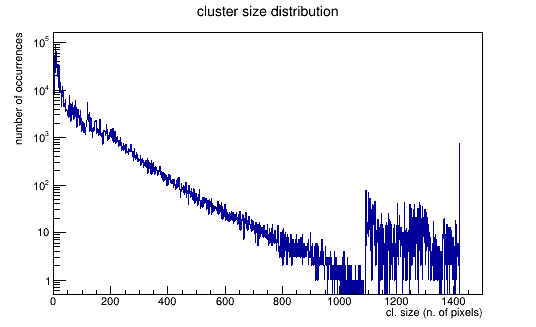 cluster size distribution
number of occurrences
10^5
10^4
10^3
10^2
10
1
0 200 400 600 800 1000 1200 1400
cl. size (n. of pixels)